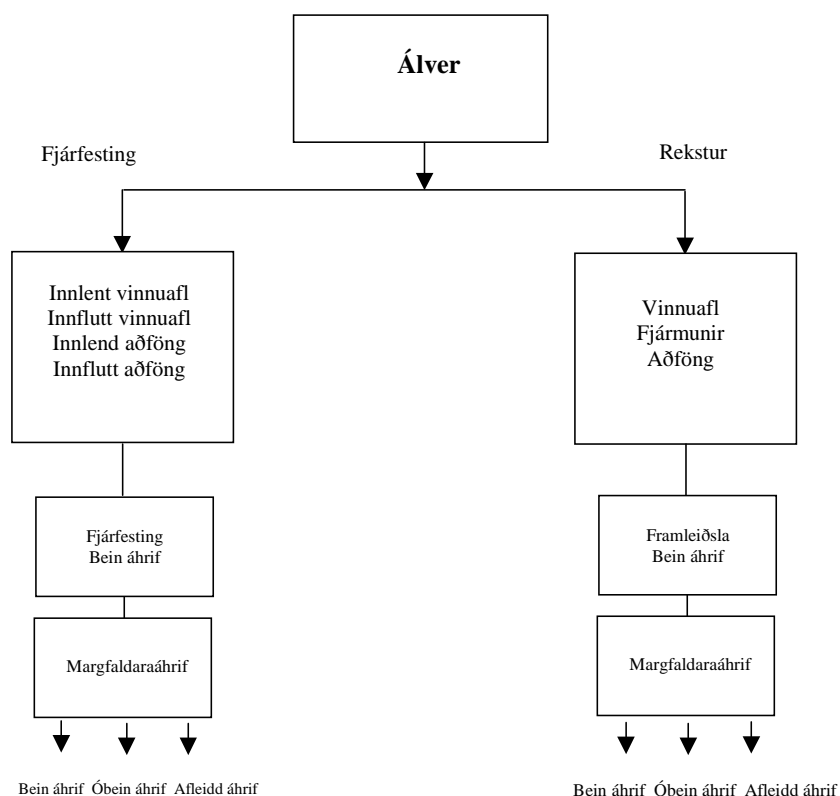 Álver
Fjárfesting
Rekstur
Innlent vinnuafl
Innflutt vinnuafl
Innlend aðföng
Innflutt aðföng
Vinnuafl
Fjármunir
Aðföng
Fjárfesting
Bein áhrif
Framleiðsla
Bein áhrif
Margfaldaraáhrif
Margfaldaraáhrif
Bein áhrif Óbein áhrif Afleidd áhrif
Bein áhrif Óbein áhrif Afleidd áhrif